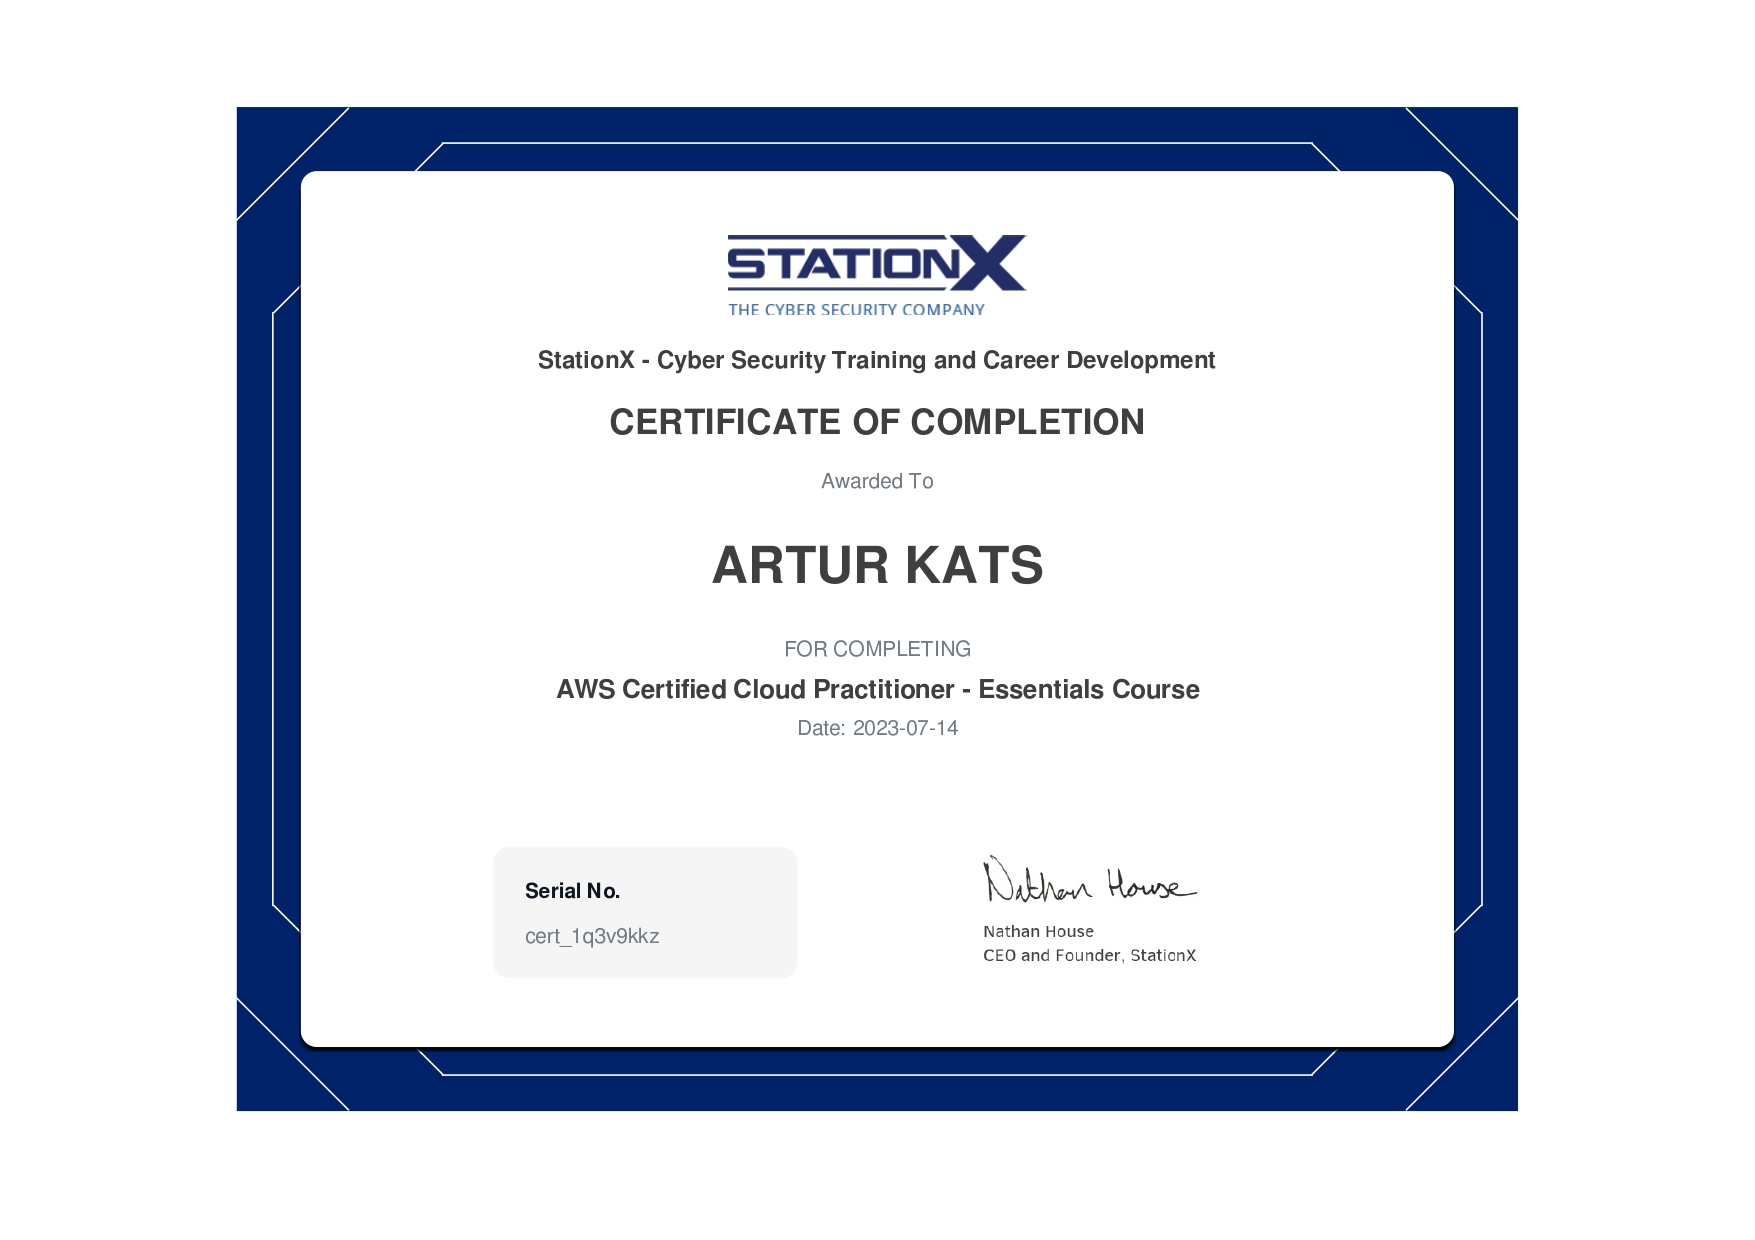 STATIONX
THE CYBER SECURITY COMPANY
StationX - Cyber Security Training and Career Development
CERTIFICATE OF COMPLETION
Awarded To
ARTUR KATS
FOR COMPLETING
AWS Certified Cloud Practitioner - Essentials Course
Date: 2023-07-14
Serial No.
cert_1q3v9kkz
Nathan House
Nathan House
CEO and Founder, StationX